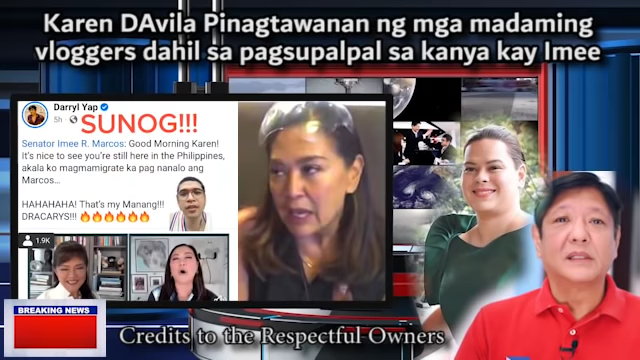 Karen DAvila Pinagtawanan ng mga madaming
vloggers dahil sa pagsupalpal sa kanya kay Imee
Darryl Yap
5h
SUNOG!!!
Senator Imee R. Marcos: Good Morning Karen!
It's nice to see you're still here in the Philippines,
akala ko magmamigrate ka pag nanalo ang
Marcos...
HAHAHAHA! That's my Manang!!!
DRACARYS!!! 🔥🔥🔥🔥🔥🔥
1.9K
BREAKING NEWS
Credits to the Respectful Owners